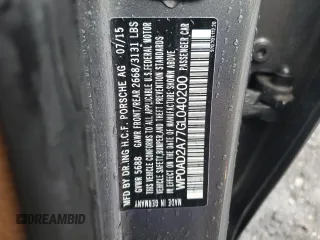 MFD. BY DR. ING H.C.F. PORSCHE AG 07/15
GVWR 5688 GAWR FRONT/REAR 2668/3131 LBS
THIS VEHICLE CONFORMS TO ALL APPLICABLE U.S. FEDERAL MOTOR
VEHICLE SAFETY, BUMPER, AND THEFT PREVENTION STANDARDS
IN EFFECT ON THE DATE OF MANUFACTURE SHOWN ABOVE.
WP0AD2A77GL040200 PASSENGER CAR
MADE IN GERMANY
DREAMBID.COM